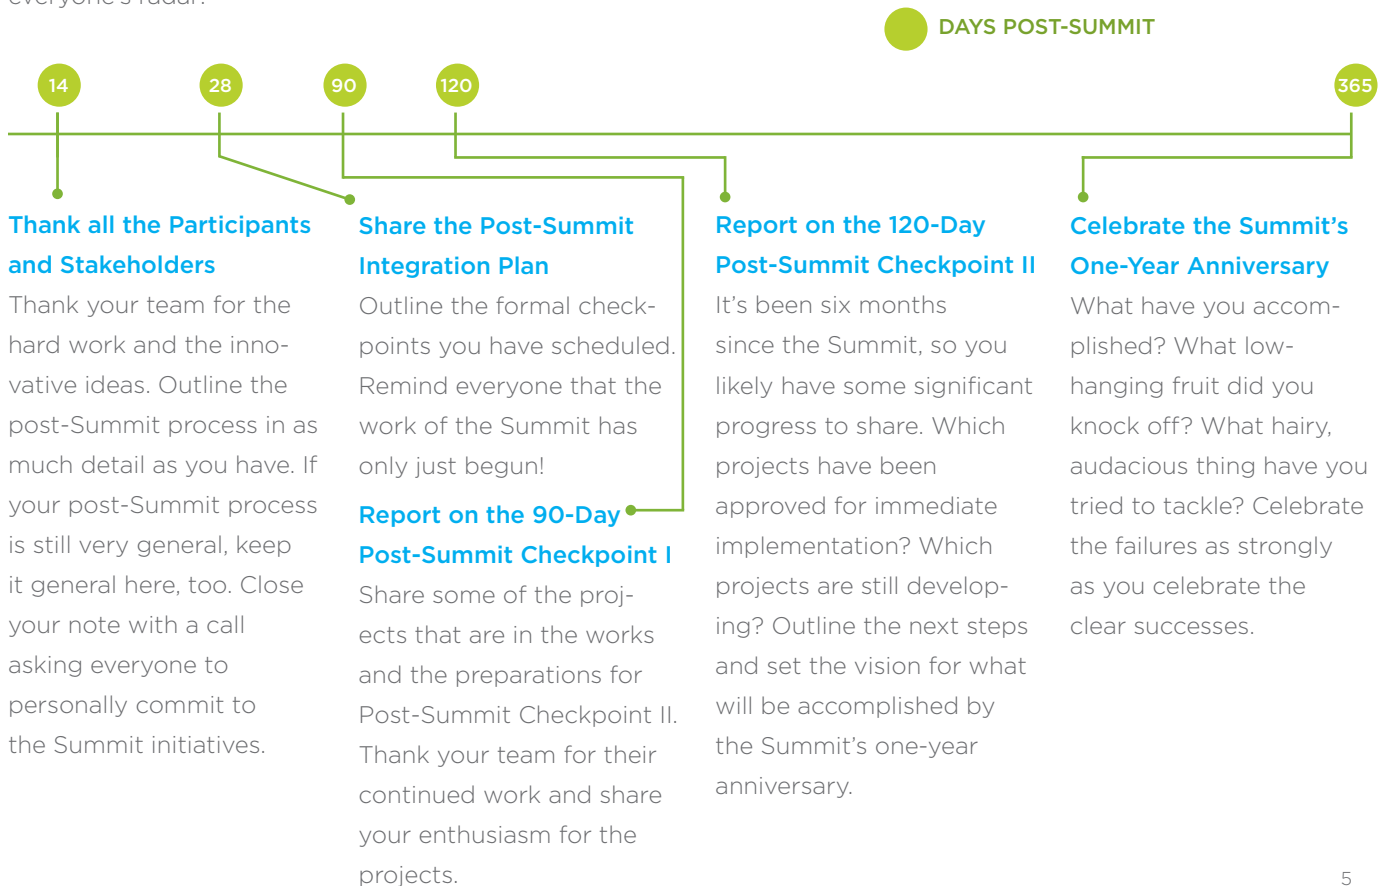 everyone's radar.
DAYS POST-SUMMIT
14
28
90
120
365
Thank all the Participants
and Stakeholders
Thank your team for the
hard work and the inno-
vative ideas. Outline the
post-Summit process in as
much detail as you have. If
your post-Summit process
is still very general, keep
it general here, too. Close
your note with a call
asking everyone to
personally commit to
the Summit initiatives.
Share the Post-Summit
Integration Plan
Outline the formal check-
points you have scheduled.
Remind everyone that the
work of the Summit has
only just begun!
Report on the 90-Day
Post-Summit Checkpoint I
Share some of the proj-
ects that are in the works
and the preparations for
Post-Summit Checkpoint II.
Thank your team for their
continued work and share
your enthusiasm for the
projects.
Report on the 120-Day
Post-Summit Checkpoint II
It's been six months
since the Summit, so you
likely have some significant
progress to share. Which
projects have been
approved for immediate
implementation? Which
projects are still develop-
ing? Outline the next steps
and set the vision for what
will be accomplished by
the Summit's one-year
anniversary.
Celebrate the Summit's
One-Year Anniversary
What have you accom-
plished? What low-
hanging fruit did you
knock off? What hairy,
audacious thing have you
tried to tackle? Celebrate
the failures as strongly
as you celebrate the
clear successes.
5